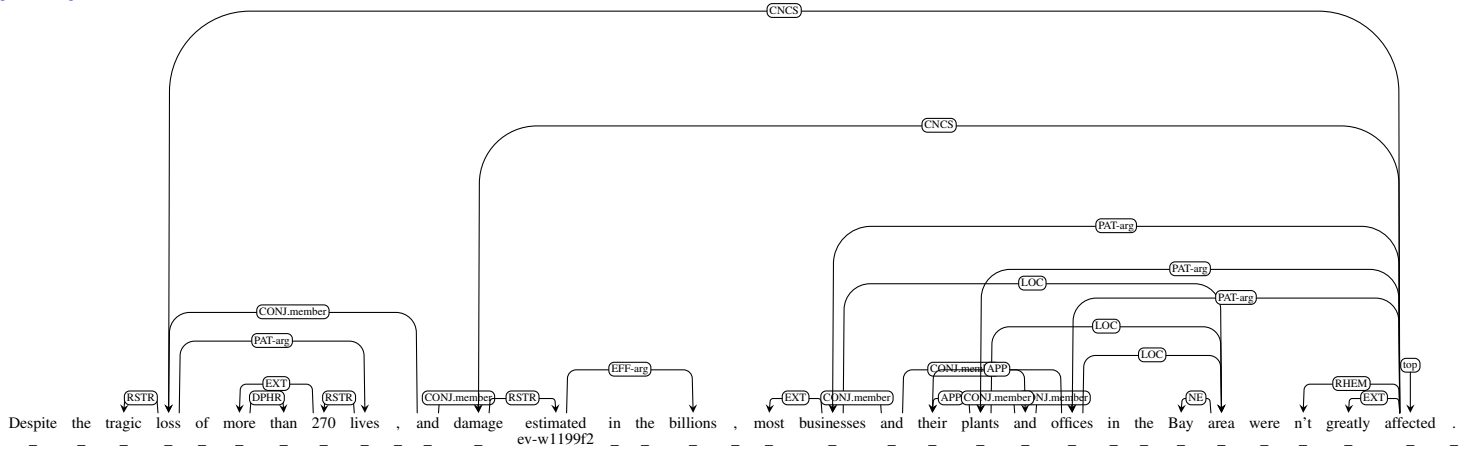 CNCS
CNCS
PAT-arg
PAT-arg
LOC
PAT-arg
CONJ.member
LOC
PAT-arg
LOC
EFF-arg
APP
top
EXT
RHEM
RSTR
DPHR
RSTR
CONJ.member
RSTR
EXT
CONJ.member
APP
CONJ.member
NE
EXT
Despite the tragic loss of more than 270 lives , and damage estimated in the billions , most businesses and their plants and offices in the Bay area were n't greatly affected .
_ _ _ _ _ _ _ _ _ _ _ _ ev-w1199f2 _ _ _ _ _ _ _ _ _ _ _ _ _ _ _ _ _ _ _ _ _